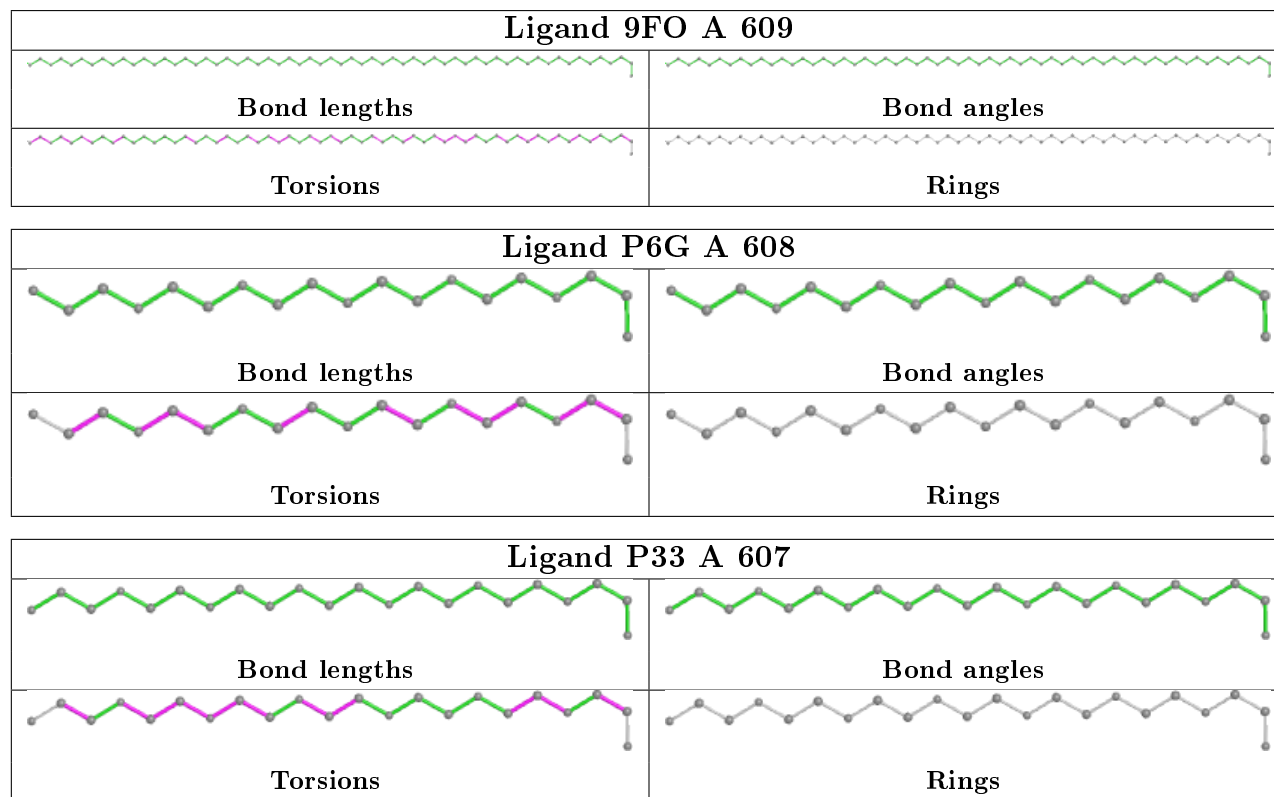 Ligand 9FO A 609
Bond lengths
Bond angles
Torsions
Rings
Ligand P6G A 608
Bond lengths
Bond angles
Torsions
Rings
Ligand P33 A 607
Bond lengths
Bond angles
Torsions
Rings